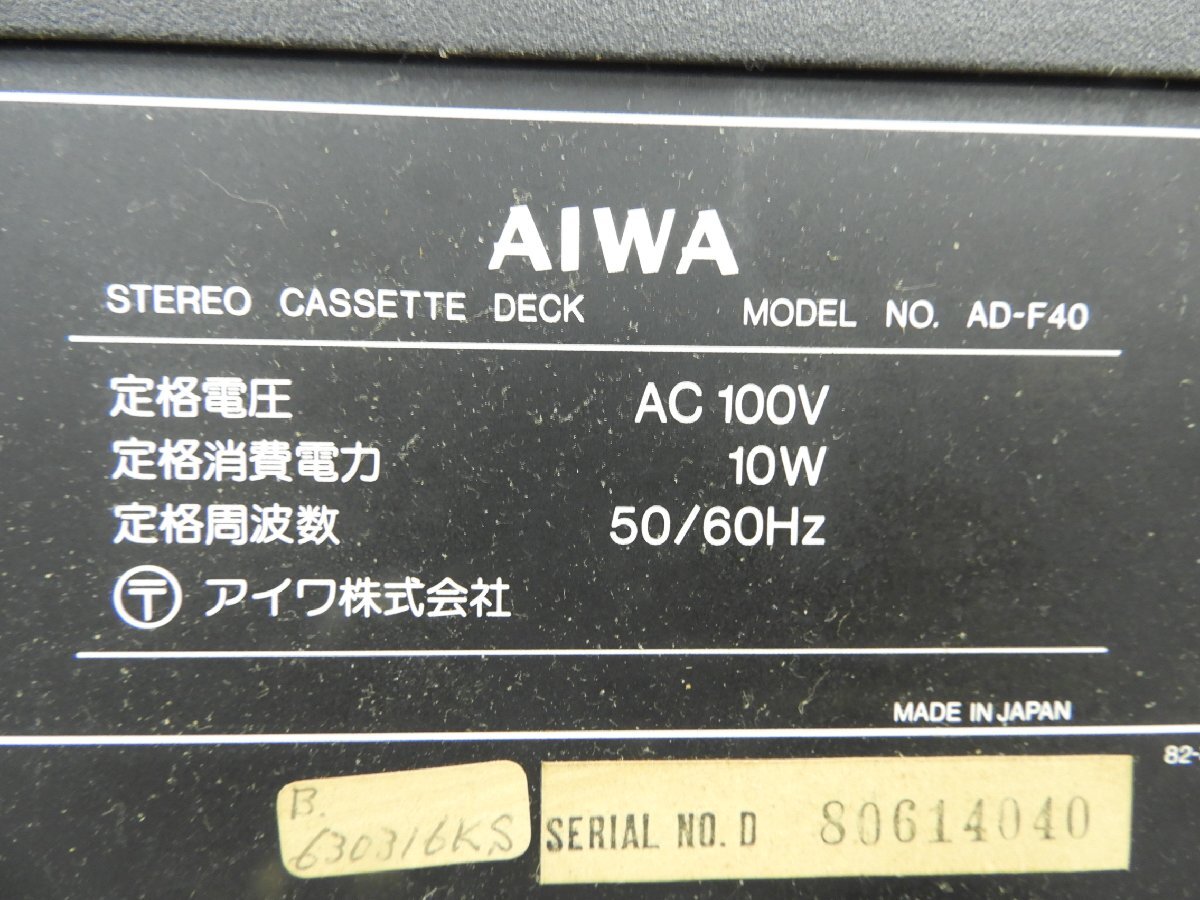 AIWA
STEREO CASSETTE DECK MODEL NO. AD-F40
定格電圧 AC 100V
定格消費電力 10W
定格周波数 50/60Hz
〒 アイワ株式会社
MADE IN JAPAN
82-
B.
630316KS
SERIAL NO. D 80614040